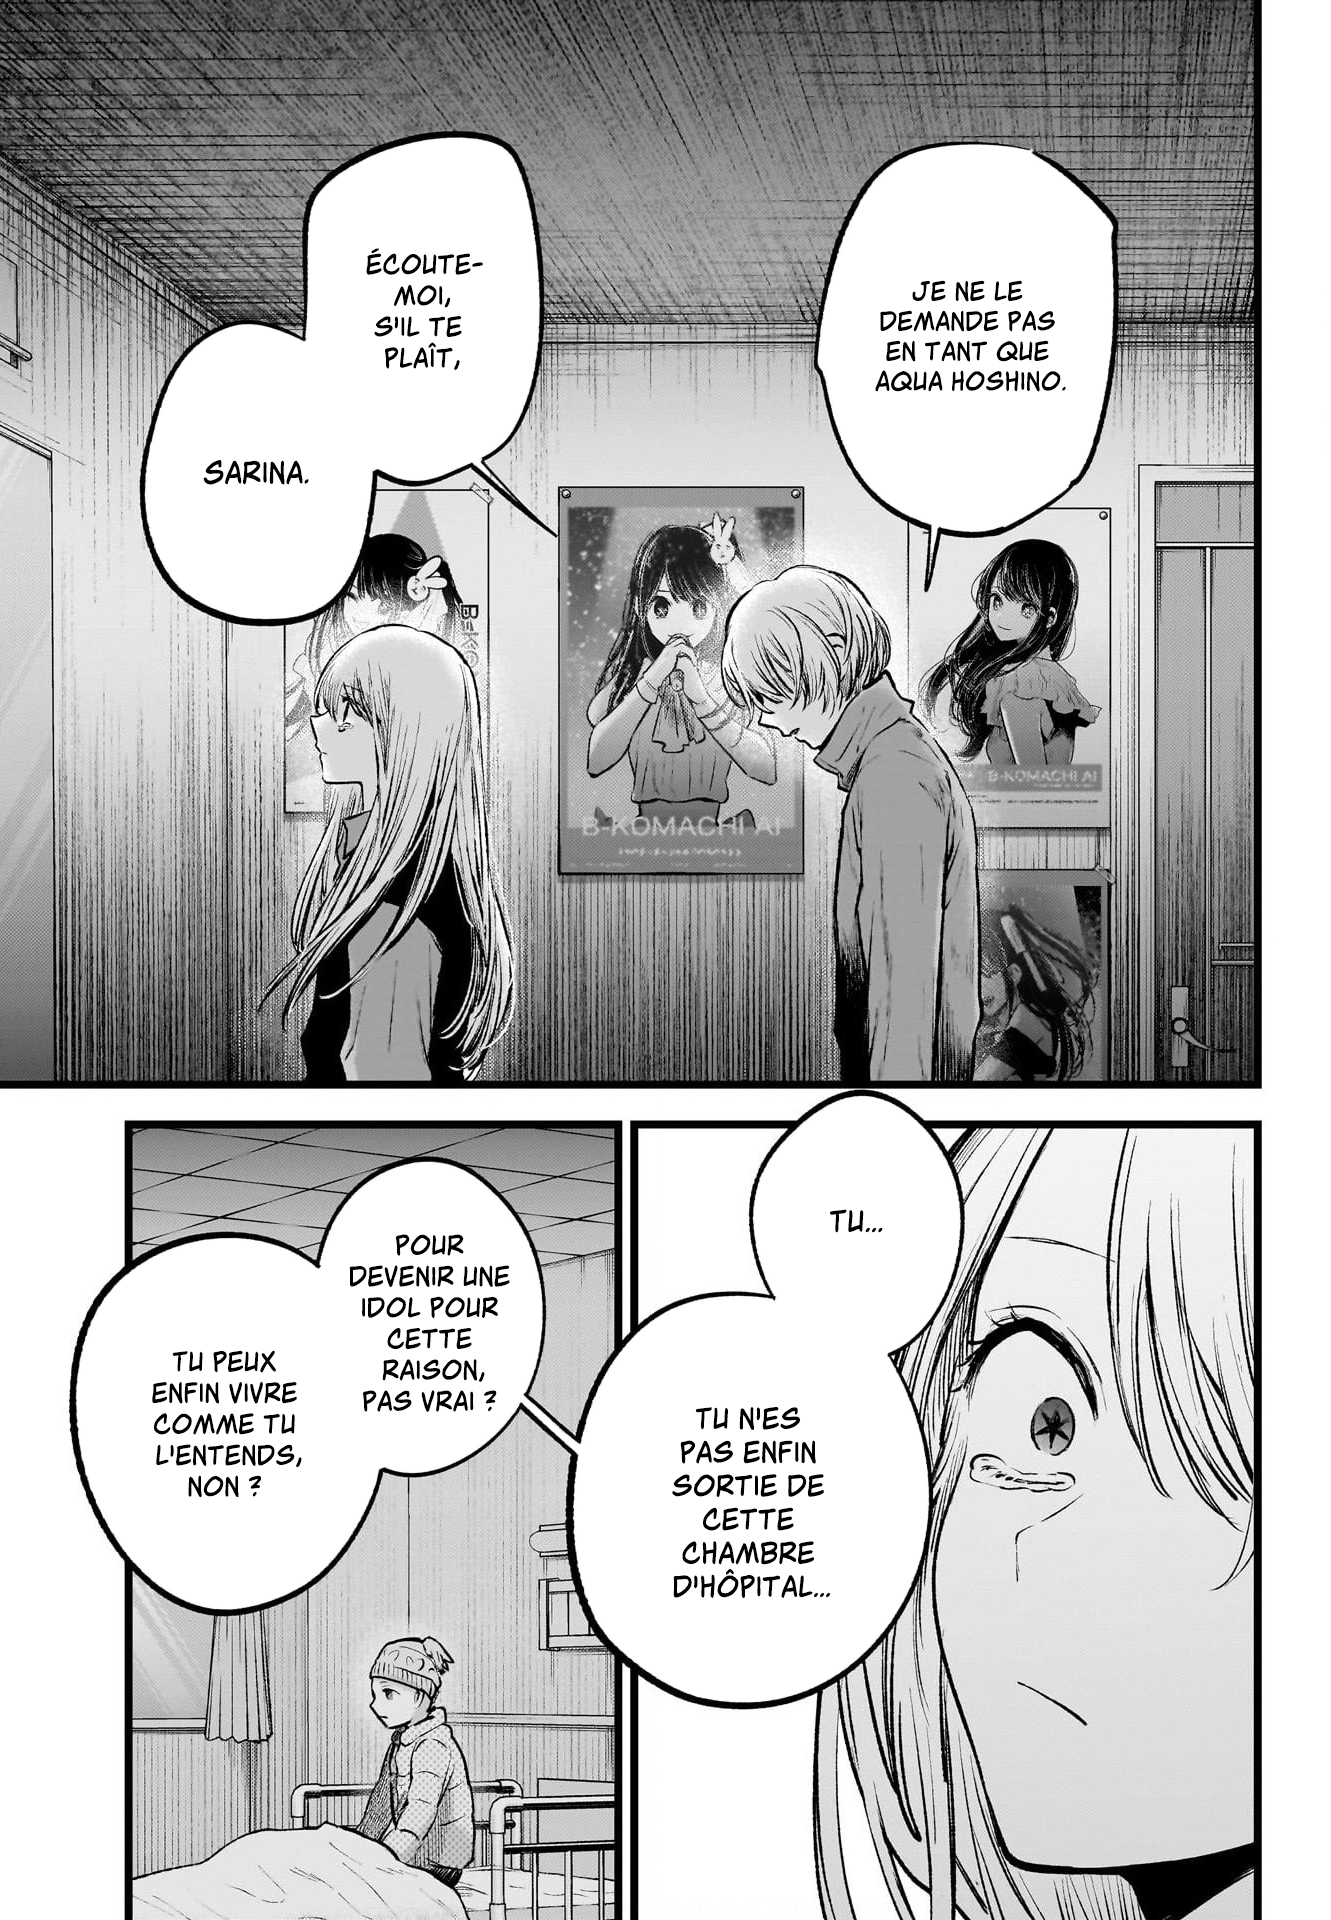 JE NE LE
DEMANDE PAS
EN TANT QUE
AQUA HOSHINO.
ÉCOUTE-
MOI,
S'IL TE
PLAÎT,
SARINA.
B-KO
B-KOMACHI AI
B-KOMACHI AI
TU...
TU N'ES
PAS ENFIN
SORTIE DE
CETTE
CHAMBRE
D'HÔPITAL...
POUR
DEVENIR UNE
IDOL POUR
CETTE
RAISON,
PAS VRAI ?
TU PEUX
ENFIN VIVRE
COMME TU
L'ENTENDS,
NON ?